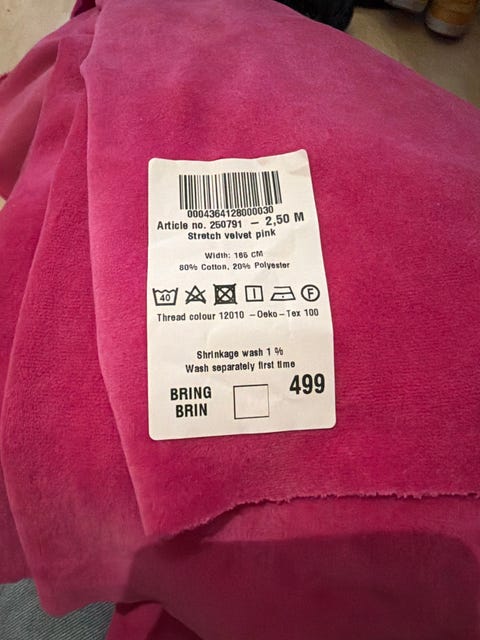 0004364128000030
Article no. 250791 – 2,50 M
Stretch velvet pink
Width: 166 CM
80% Cotton, 20% Polyester
40 F
Thread colour 12010 – Oeko – Tex 100
Shrinkage wash 1 %
Wash separately first time
BRING
BRIN
499